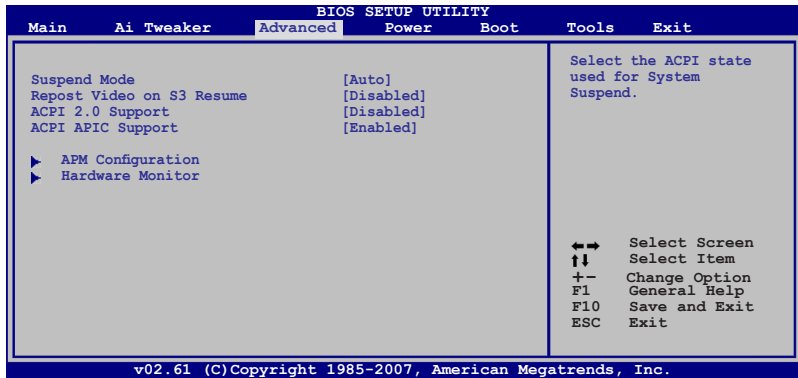 BIOS SETUP UTILITY
Main Ai Tweaker Advanced Power Boot Tools Exit
Suspend Mode [Auto]
Repost Video on S3 Resume [Disabled]
ACPI 2.0 Support [Disabled]
ACPI APIC Support [Enabled]
APM Configuration
Hardware Monitor
Select the ACPI state
used for System
Suspend.
←→ Select Screen
↑↓ Select Item
+- Change Option
F1 General Help
F10 Save and Exit
ESC Exit
v02.61 (C)Copyright 1985-2007, American Megatrends, Inc.